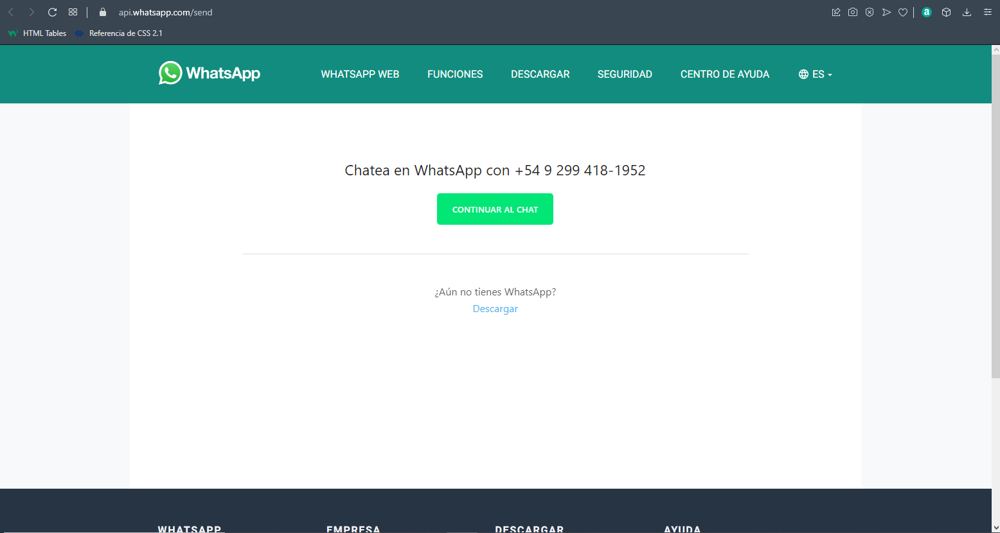 api.whatsapp.com/send
HTML Tables
Referencia de CSS 2.1
WhatsApp
WHATSAPP WEB
FUNCIONES
DESCARGAR
SEGURIDAD
CENTRO DE AYUDA
ES
Chatea en WhatsApp con +54 9 299 418-1952
CONTINUAR AL CHAT
¿Aún no tienes WhatsApp?
Descargar
WHATSAPP
EMPRESA
DESCARGAR
AYUDA